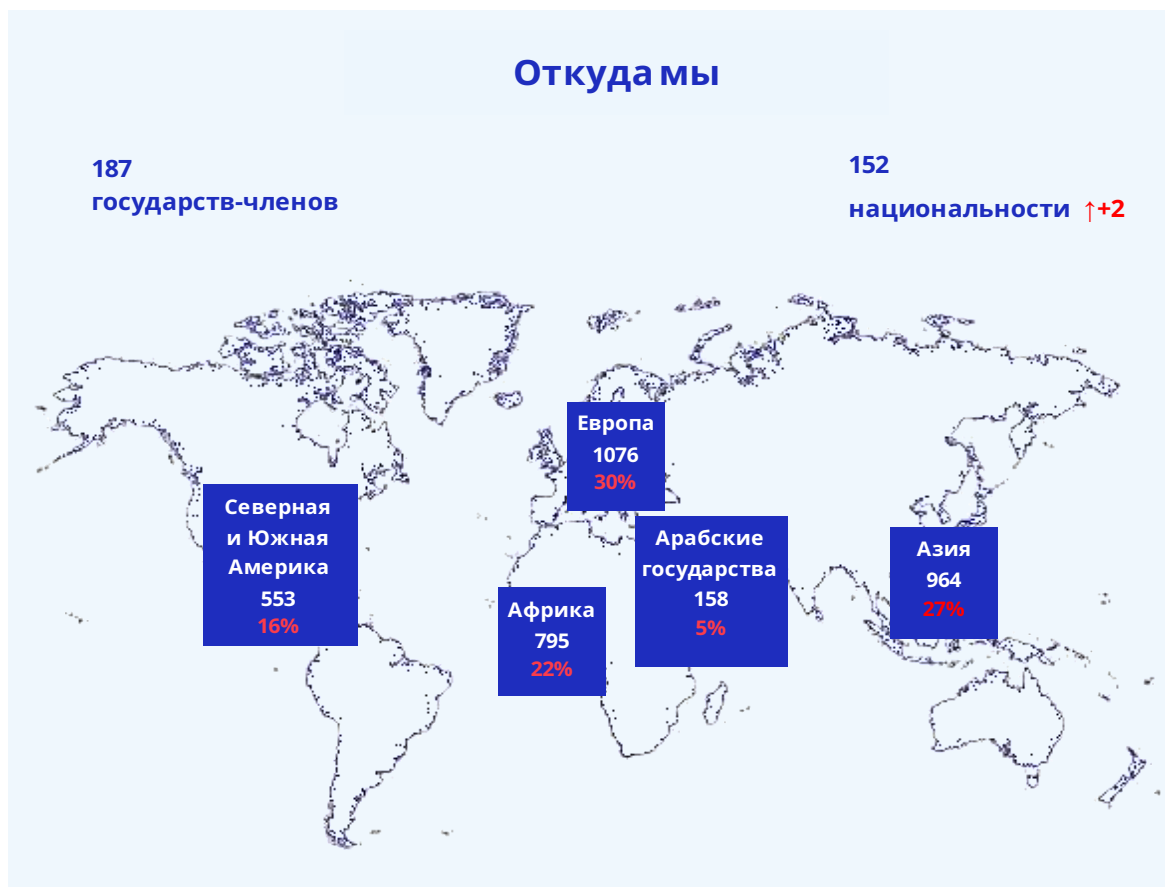 Откуда мы
187
государств-членов
152
национальности ↑+2
Европа
1076
30%
Северная
и Южная
Америка
553
16%
Арабские
государства
158
5%
Азия
964
27%
Африка
795
22%